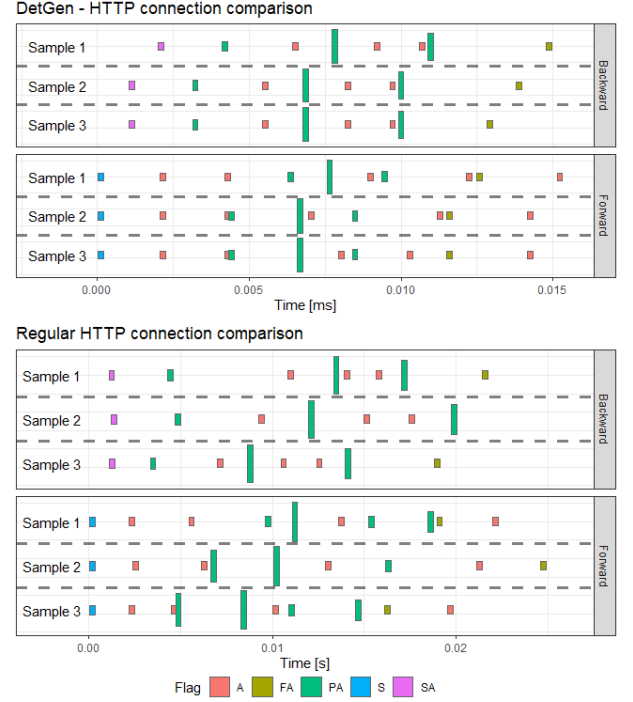 DetGen - HTTP connection comparison
Sample 1
Sample 2
Sample 3
Backward
Sample 1
Sample 2
Sample 3
Forward
0.000 0.005 0.010 0.015
Time [ms]
Regular HTTP connection comparison
Sample 1
Sample 2
Sample 3
Backward
Sample 1
Sample 2
Sample 3
Forward
0.00 0.01 0.02
Time [s]
Flag A FA PA S SA